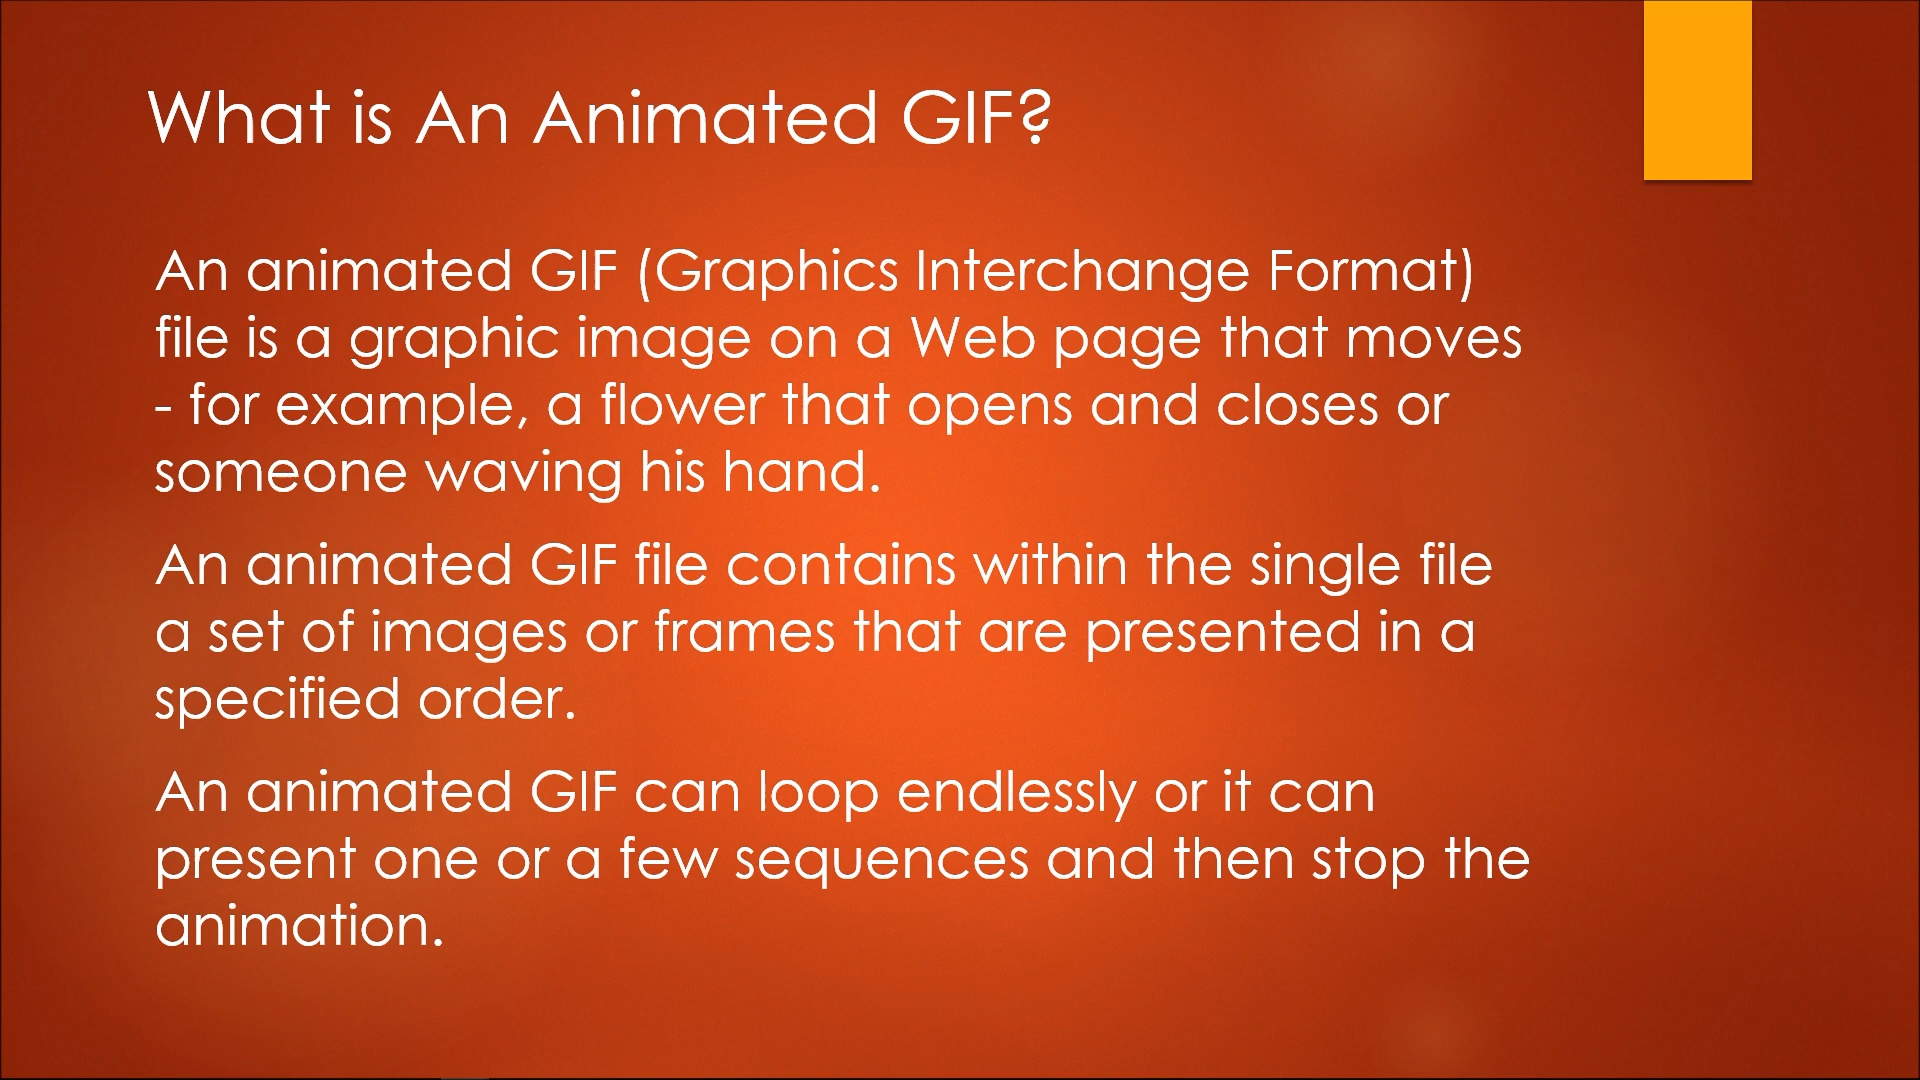 What is An Animated GIF?
An animated GIF (Graphics Interchange Format)
file is a graphic image on a Web page that moves
- for example, a flower that opens and closes or
someone waving his hand.
An animated GIF file contains within the single file
a set of images or frames that are presented in a
specified order.
An animated GIF can loop endlessly or it can
present one or a few sequences and then stop the
animation.